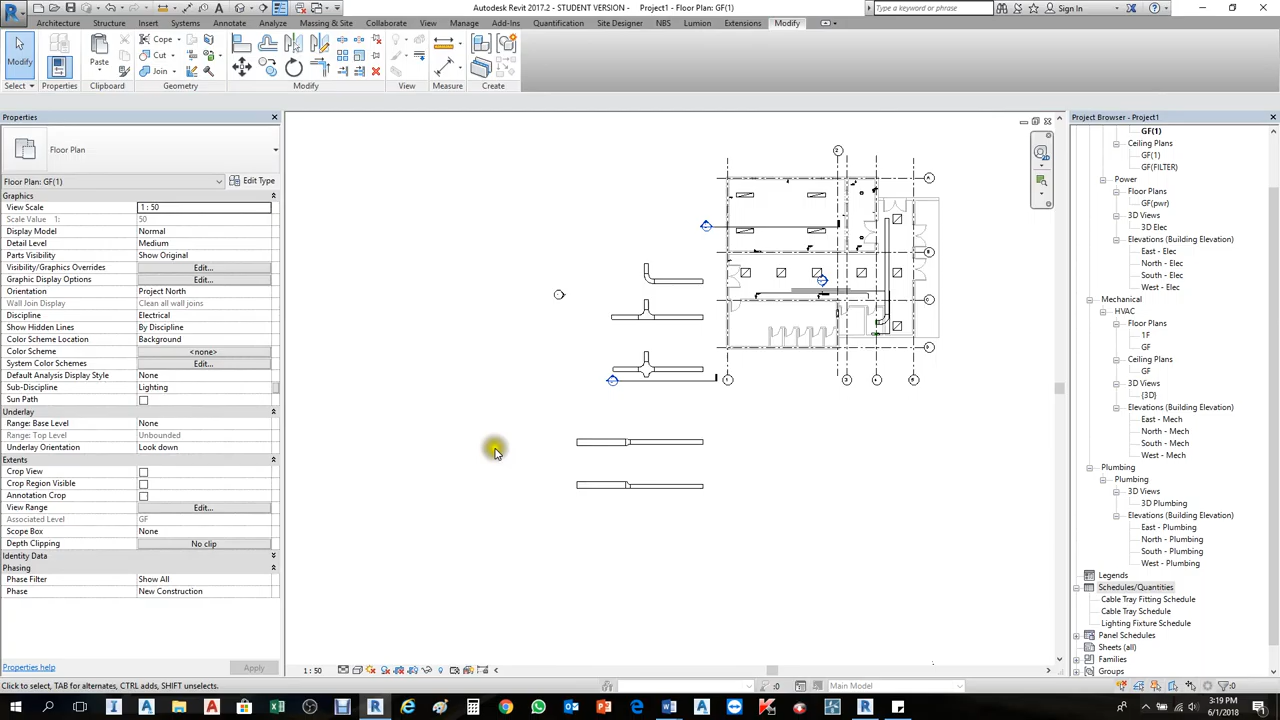 Autodesk Revit 2017.2 - STUDENT VERSION - Project1 - Floor Plan: GF(1)
Type a keyword or phrase
Sign In
Architecture Structure Insert Systems Annotate Analyze Massing & Site Collaborate View Manage Add-Ins Quantification Site Designer NBS Lumion Extensions Modify
Modify
Paste
Cope
Cut
Join
Select Properties Clipboard Geometry Modify View Measure Create
Properties
Floor Plan
Floor Plan: GF(1)
Edit Type
Graphics
View Scale 1 : 50
Scale Value 1: 50
Display Model Normal
Detail Level Medium
Parts Visibility Show Original
Visibility/Graphics Overrides Edit...
Graphic Display Options Edit...
Orientation Project North
Wall Join Display Clean all wall joins
Discipline Electrical
Show Hidden Lines By Discipline
Color Scheme Location Background
Color Scheme <none>
System Color Schemes Edit...
Default Analysis Display Style None
Sub-Discipline Lighting
Sun Path
Underlay
Range: Base Level None
Range: Top Level Unbounded
Underlay Orientation Look down
Extents
Crop View
Crop Region Visible
Annotation Crop
View Range Edit...
Associated Level GF
Scope Box None
Depth Clipping No clip
Identity Data
Phasing
Phase Filter Show All
Phase New Construction
Properties help
Apply
1 : 50
Project Browser - Project1
GF(1)
Ceiling Plans
GF(1)
GF(FILTER)
Power
Floor Plans
GF(pwr)
3D Views
3D Elec
Elevations (Building Elevation)
East - Elec
North - Elec
South - Elec
West - Elec
Mechanical
HVAC
Floor Plans
1F
GF
Ceiling Plans
GF
3D Views
{3D}
Elevations (Building Elevation)
East - Mech
North - Mech
South - Mech
West - Mech
Plumbing
Plumbing
3D Views
3D Plumbing
Elevations (Building Elevation)
East - Plumbing
North - Plumbing
South - Plumbing
West - Plumbing
Legends
Schedules/Quantities
Cable Tray Fitting Schedule
Cable Tray Schedule
Lighting Fixture Schedule
Panel Schedules
Sheets (all)
Families
Groups
Click to select, TAB for alternates, CTRL adds, SHIFT unselects.
:0
Main Model
:0
3:19 PM
6/1/2018